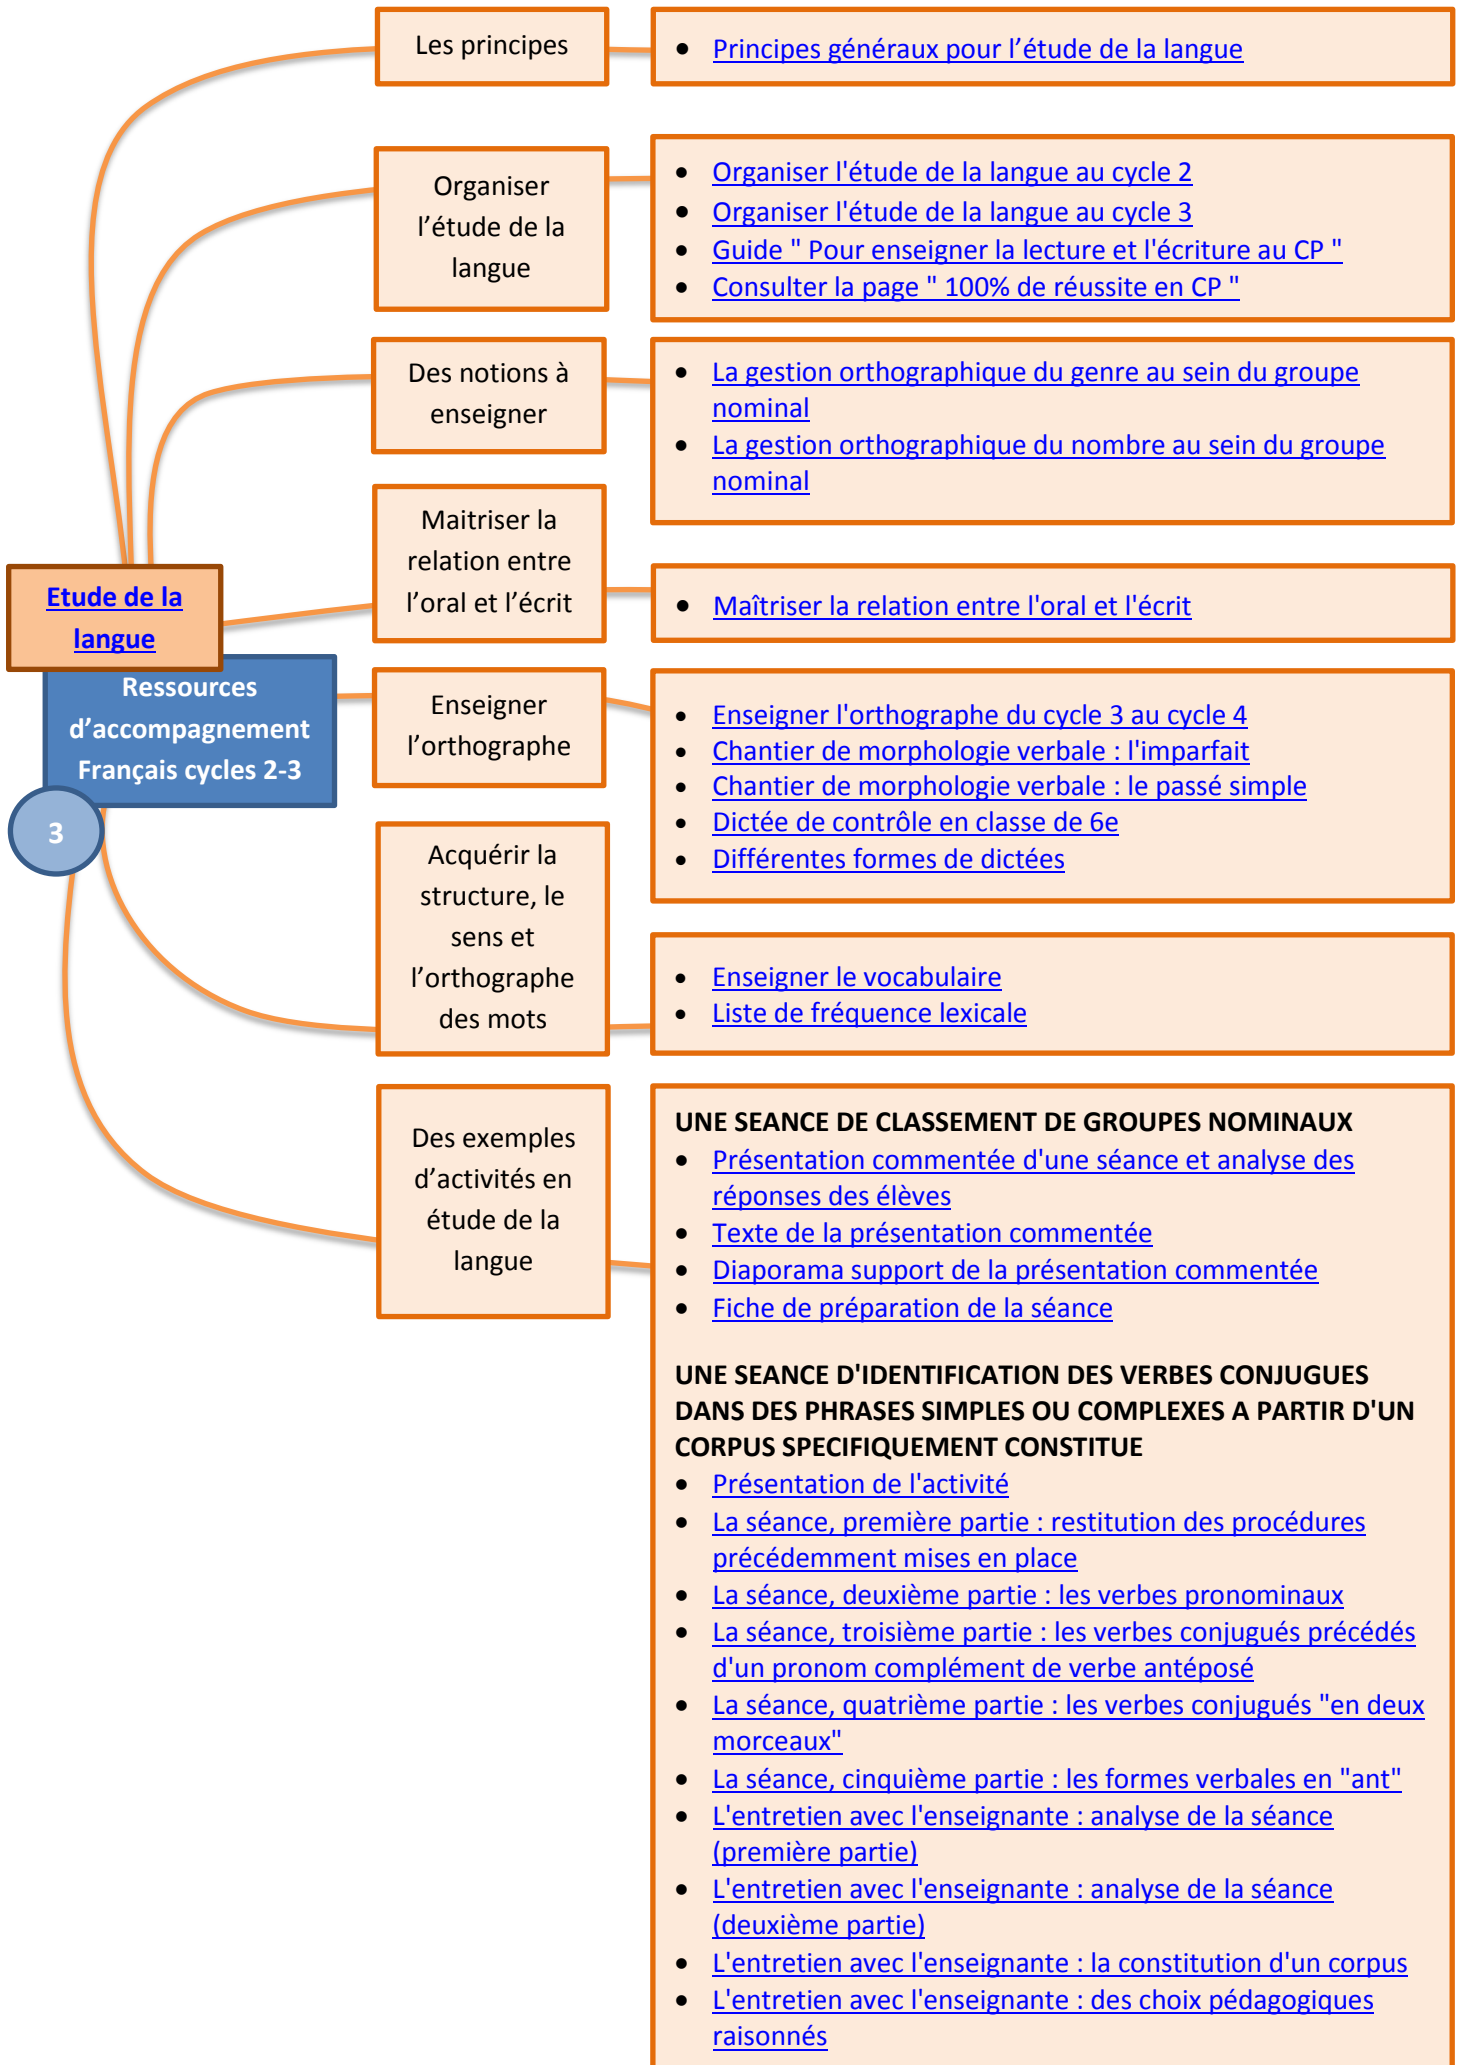 Les principes
• Principes généraux pour l’étude de la langue
Organiser
l’étude de la
langue
• Organiser l'étude de la langue au cycle 2
• Organiser l'étude de la langue au cycle 3
• Guide " Pour enseigner la lecture et l'écriture au CP "
• Consulter la page " 100% de réussite en CP "
Des notions à
enseigner
• La gestion orthographique du genre au sein du groupe
nominal
• La gestion orthographique du nombre au sein du groupe
nominal
Maitriser la
relation entre
l’oral et l’écrit
• Maîtriser la relation entre l'oral et l'écrit
Etude de la
langue
Ressources
d’accompagnement
Français cycles 2-3
3
Enseigner
l’orthographe
• Enseigner l'orthographe du cycle 3 au cycle 4
• Chantier de morphologie verbale : l'imparfait
• Chantier de morphologie verbale : le passé simple
• Dictée de contrôle en classe de 6e
• Différentes formes de dictées
Acquérir la
structure, le
sens et
l’orthographe
des mots
• Enseigner le vocabulaire
• Liste de fréquence lexicale
Des exemples
d’activités en
étude de la
langue
UNE SEANCE DE CLASSEMENT DE GROUPES NOMINAUX
• Présentation commentée d'une séance et analyse des
réponses des élèves
• Texte de la présentation commentée
• Diaporama support de la présentation commentée
• Fiche de préparation de la séance
UNE SEANCE D'IDENTIFICATION DES VERBES CONJUGUES
DANS DES PHRASES SIMPLES OU COMPLEXES A PARTIR D'UN
CORPUS SPECIFIQUEMENT CONSTITUE
• Présentation de l'activité
• La séance, première partie : restitution des procédures
précédemment mises en place
• La séance, deuxième partie : les verbes pronominaux
• La séance, troisième partie : les verbes conjugués précédés
d'un pronom complément de verbe antéposé
• La séance, quatrième partie : les verbes conjugués "en deux
morceaux"
• La séance, cinquième partie : les formes verbales en "ant"
• L'entretien avec l'enseignante : analyse de la séance
(première partie)
• L'entretien avec l'enseignante : analyse de la séance
(deuxième partie)
• L'entretien avec l'enseignante : la constitution d'un corpus
• L'entretien avec l'enseignante : des choix pédagogiques
raisonnés